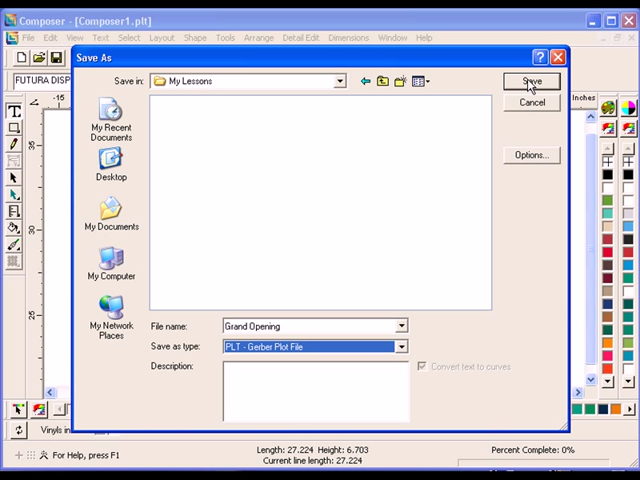 Composer - [Composer1.plt]
File Edit View Text Select Layout Shape Tools Arrange Detail Edit Dimensions Window Help
Save As
Save in: My Lessons
Save
Cancel
Options...
FUTURA DISP
Inches
-15
35
30
25
My Recent
Documents
Desktop
My Documents
My Computer
My Network
Places
File name: Grand Opening
Save as type: PLT - Gerber Plot File
Description:
Convert text to curves
Vinyls in
For Help, press F1
Length: 27.224 Height: 6.703
Current line length: 27.224
Percent Complete: 0%